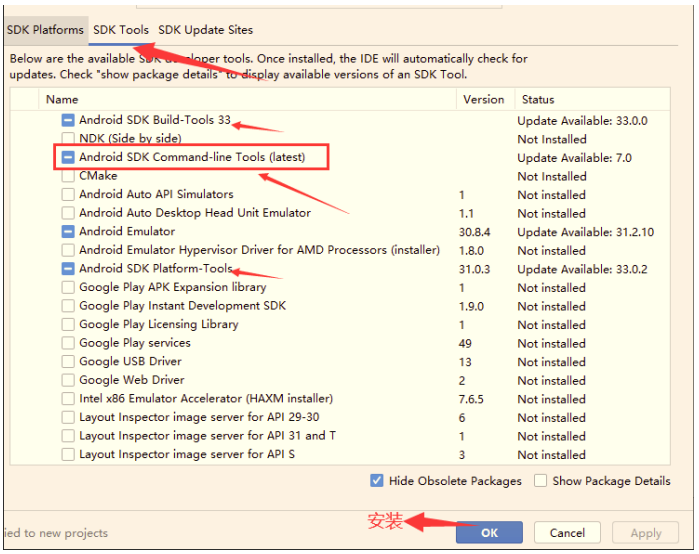 SDK Platforms SDK Tools SDK Update Sites
Below are the available SDK developer tools. Once installed, the IDE will automatically check for
updates. Check "show package details" to display available versions of an SDK Tool.
Name Version Status
Android SDK Build-Tools 33 Update Available: 33.0.0
NDK (Side by side) Not Installed
Android SDK Command-line Tools (latest) Update Available: 7.0
CMake Not Installed
Android Auto API Simulators 1 Not installed
Android Auto Desktop Head Unit Emulator 1.1 Not installed
Android Emulator 30.8.4 Update Available: 31.2.10
Android Emulator Hypervisor Driver for AMD Processors (installer) 1.8.0 Not installed
Android SDK Platform-Tools 31.0.3 Update Available: 33.0.2
Google Play APK Expansion library 1 Not installed
Google Play Instant Development SDK 1.9.0 Not installed
Google Play Licensing Library 1 Not installed
Google Play services 49 Not installed
Google USB Driver 13 Not installed
Google Web Driver 2 Not installed
Intel x86 Emulator Accelerator (HAXM installer) 7.6.5 Not installed
Layout Inspector image server for API 29-30 6 Not installed
Layout Inspector image server for API 31 and T 1 Not installed
Layout Inspector image server for API S 3 Not installed
Hide Obsolete Packages Show Package Details
安装
ied to new projects OK Cancel Apply